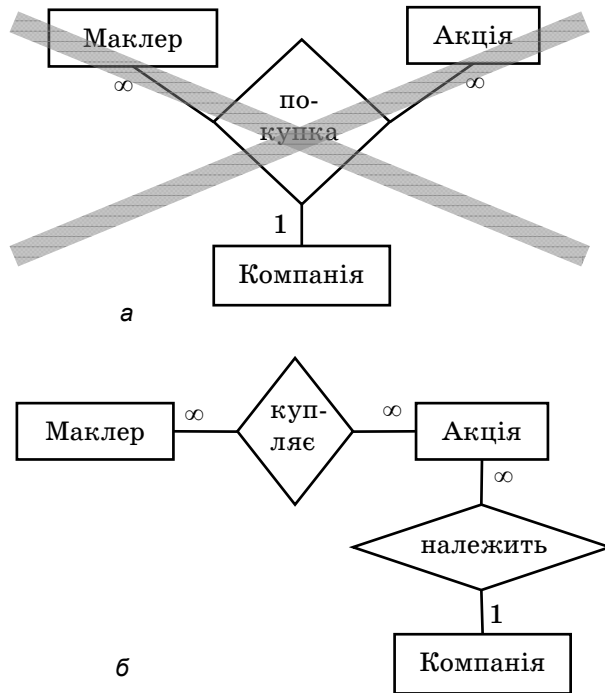 Маклер
Акція
∞
∞
по-
купка
1
Компанія
а
Маклер
∞
куп-
ляє
∞
Акція
∞
належить
1
Компанія
б